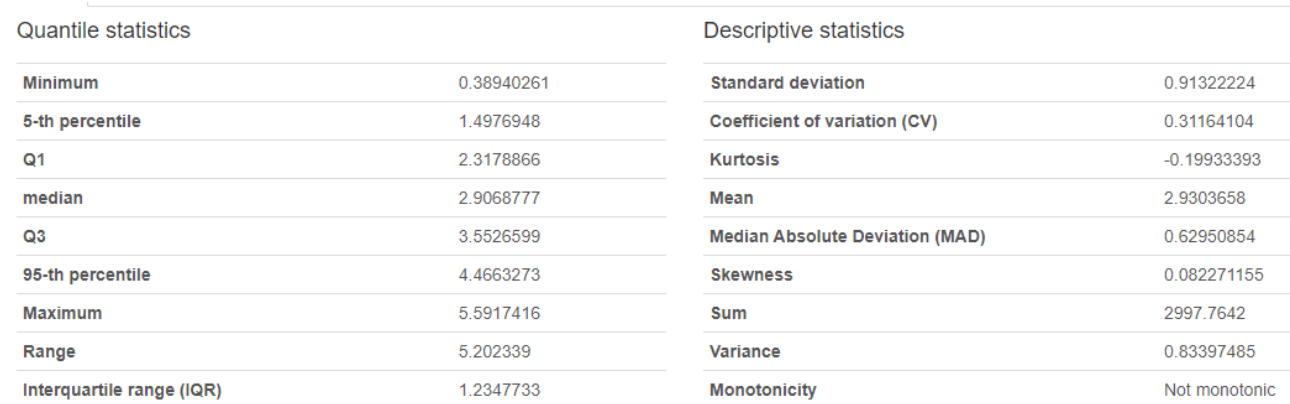 Quantile statistics
Minimum 0.38940261
5-th percentile 1.4976948
Q1 2.3178866
median 2.9068777
Q3 3.5526599
95-th percentile 4.4663273
Maximum 5.5917416
Range 5.202339
Interquartile range (IQR) 1.2347733
Descriptive statistics
Standard deviation 0.91322224
Coefficient of variation (CV) 0.31164104
Kurtosis -0.19933393
Mean 2.9303658
Median Absolute Deviation (MAD) 0.62950854
Skewness 0.082271155
Sum 2997.7642
Variance 0.83397485
Monotonicity Not monotonic